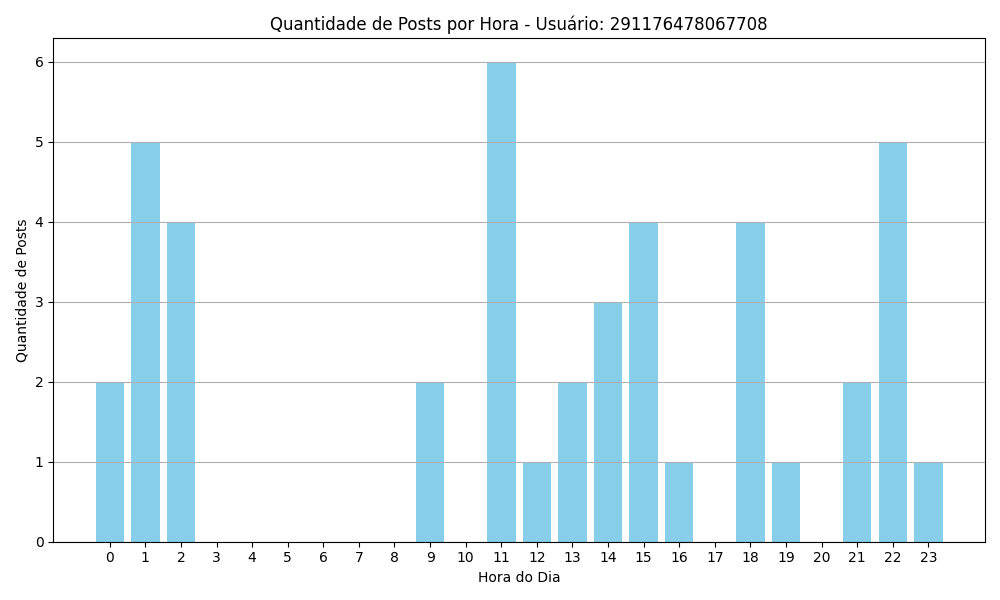 Quantidade de Posts por Hora - Usuário: 291176478067708
Quantidade de Posts
6
5
4
3
2
1
0
0 1 2 3 4 5 6 7 8 9 10 11 12 13 14 15 16 17 18 19 20 21 22 23
Hora do Dia